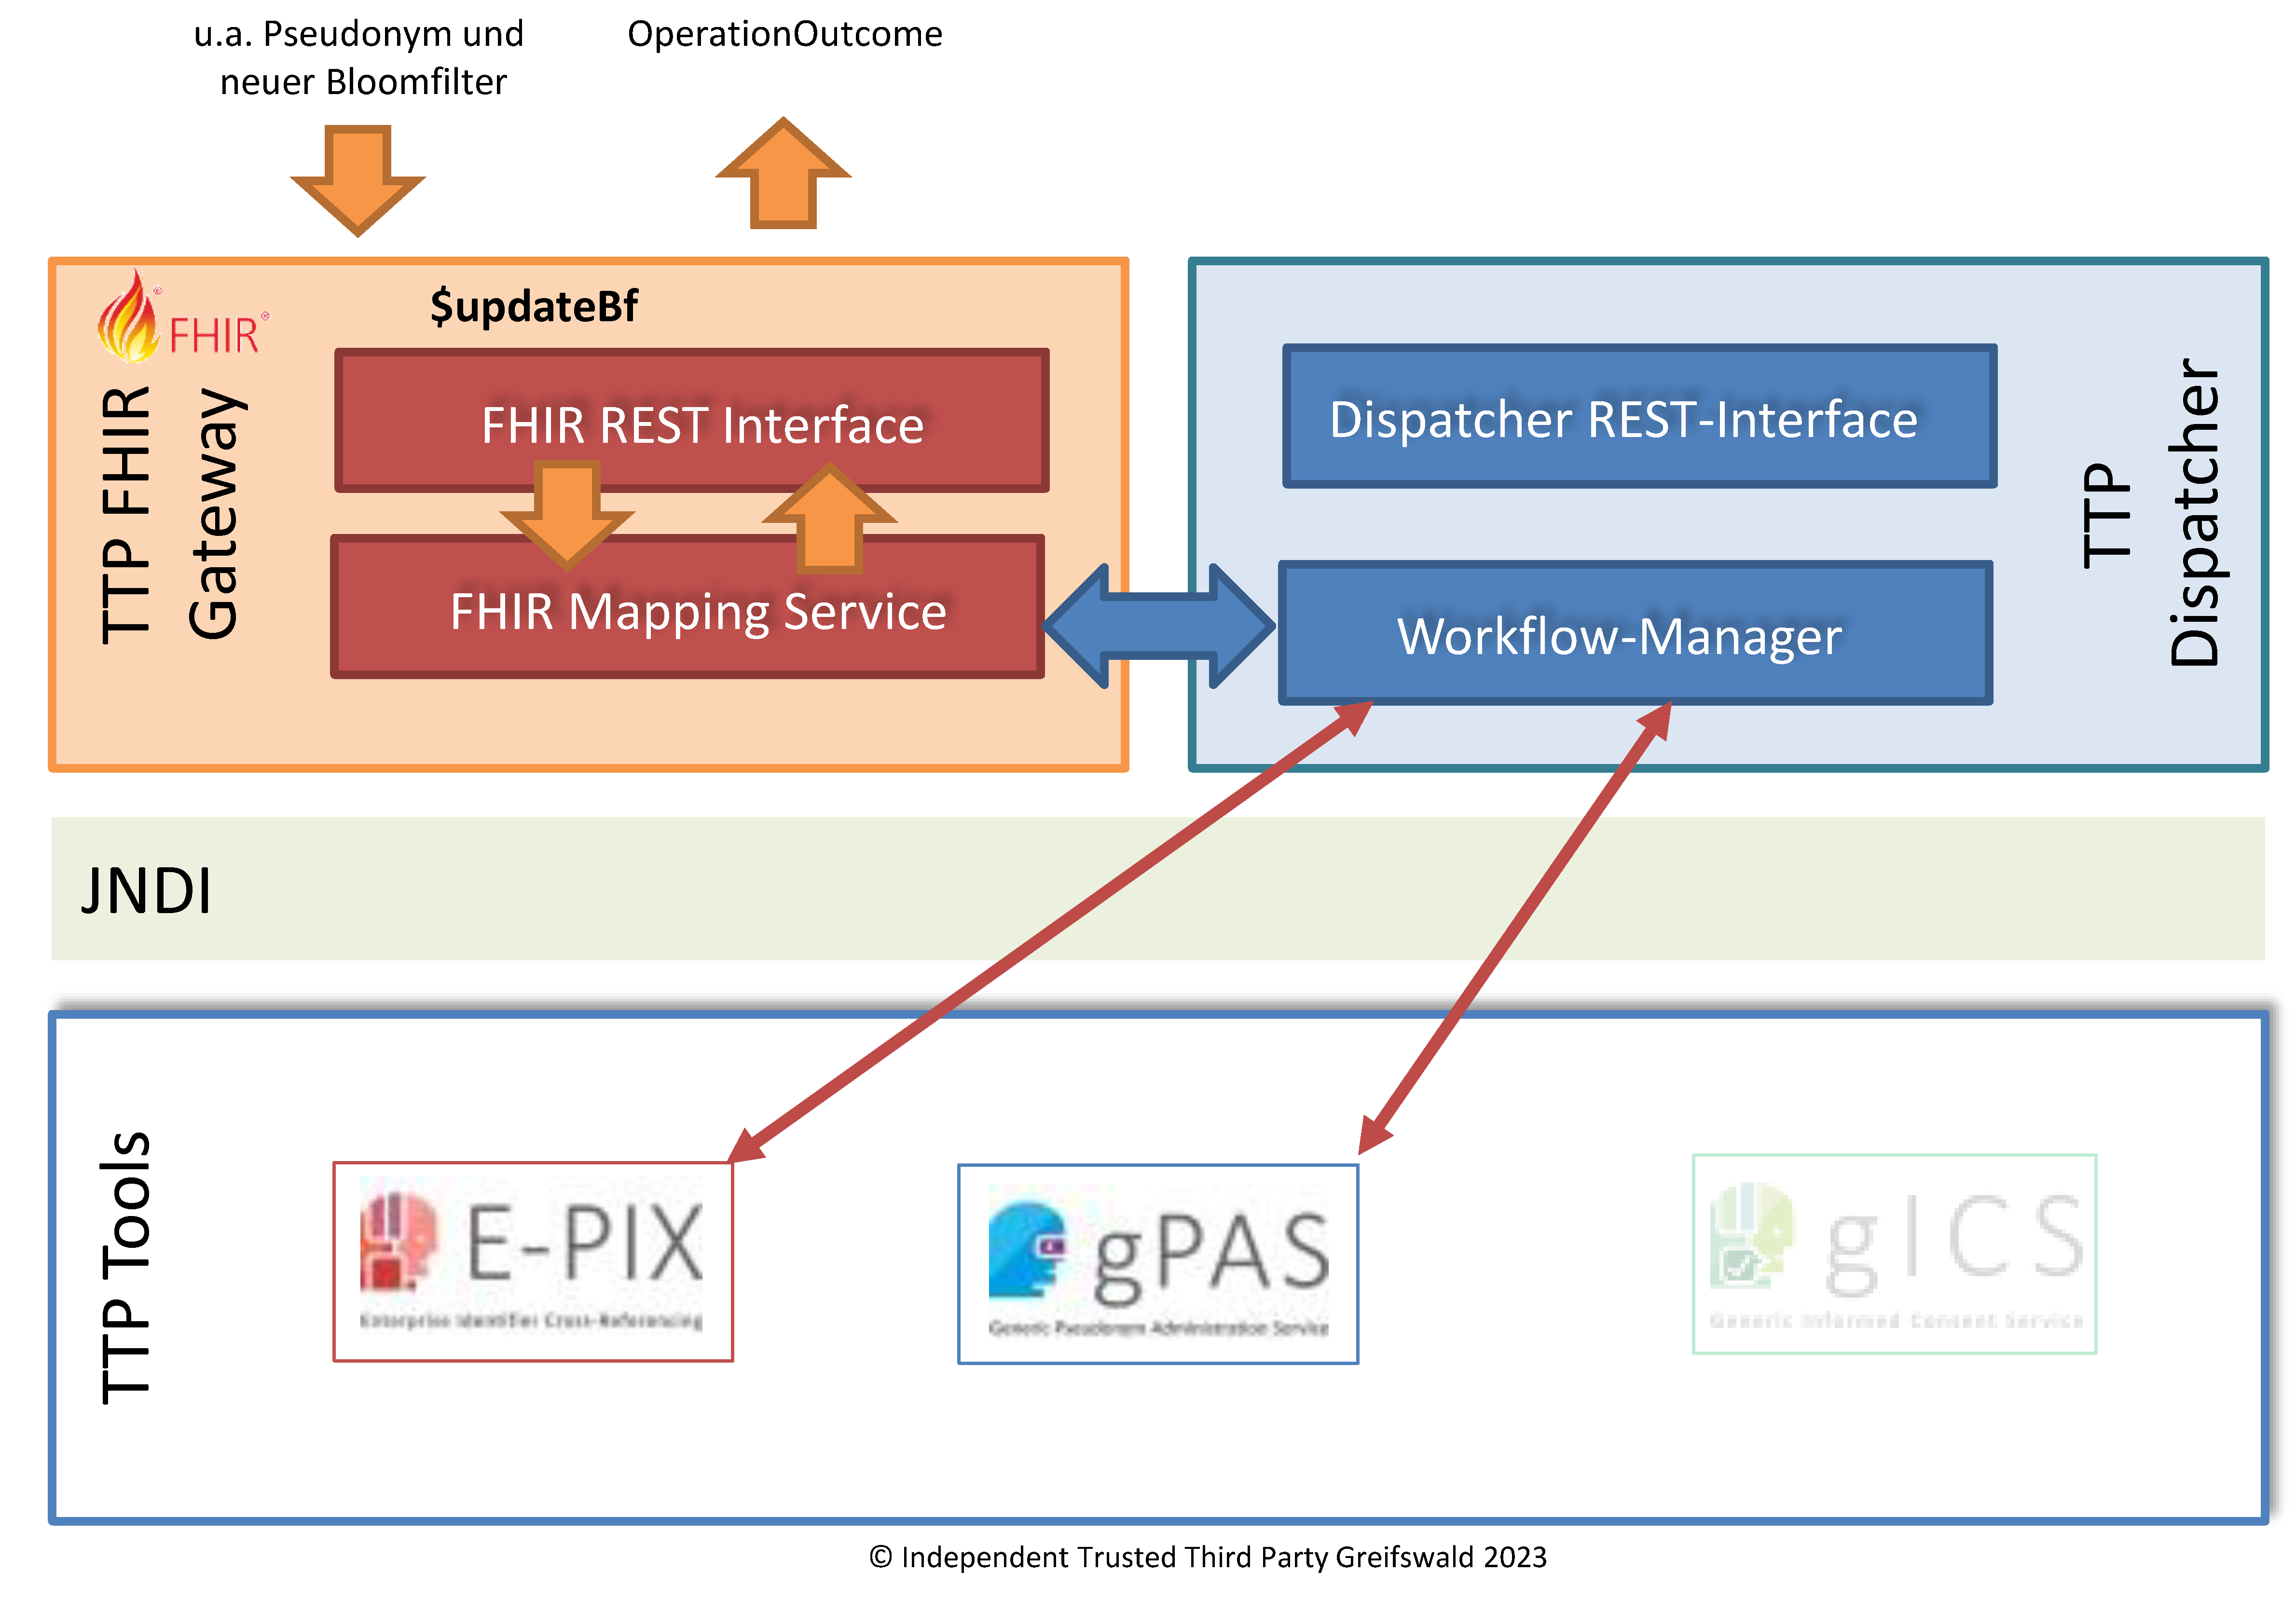 u.a. Pseudonym und
neuer Bloomfilter
OperationOutcome
FHIR®
$updateBf
TTP FHIR
Gateway
FHIR REST Interface
FHIR Mapping Service
Dispatcher REST-Interface
Workflow-Manager
TTP
Dispatcher
JNDI
TTP Tools
E-PIX
Enterprise Identifier Cross-Referencing
gPAS
Generic Pseudonym Administration Service
gICS
Generic Informed Consent Service
© Independent Trusted Third Party Greifswald 2023